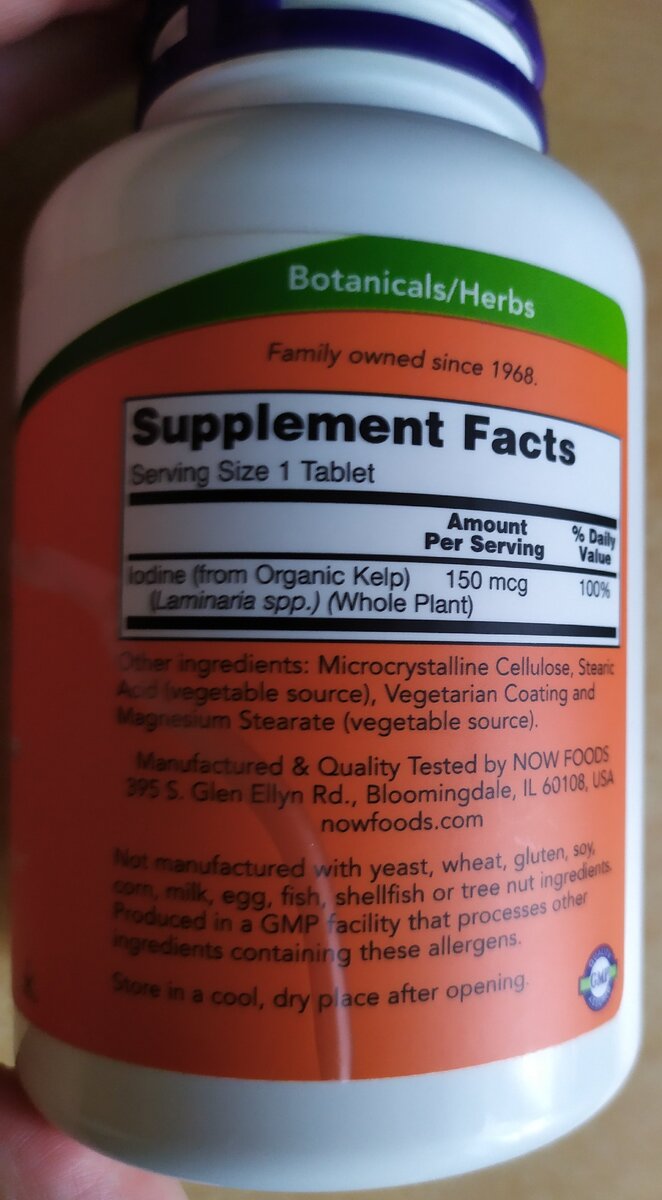 Botanicals/Herbs
Family owned since 1968.
Supplement Facts
Serving Size 1 Tablet
Amount
Per Serving
% Daily
Value
Iodine (from Organic Kelp) 150 mcg 100%
(Laminaria spp.) (Whole Plant)
Other ingredients: Microcrystalline Cellulose, Stearic
Acid (vegetable source), Vegetarian Coating and
Magnesium Stearate (vegetable source).
Manufactured & Quality Tested by NOW FOODS
395 S. Glen Ellyn Rd., Bloomingdale, IL 60108, USA
nowfoods.com
Not manufactured with yeast, wheat, gluten, soy,
corn, milk, egg, fish, shellfish or tree nut ingredients.
Produced in a GMP facility that processes other
ingredients containing these allergens.
Store in a cool, dry place after opening.
GMP